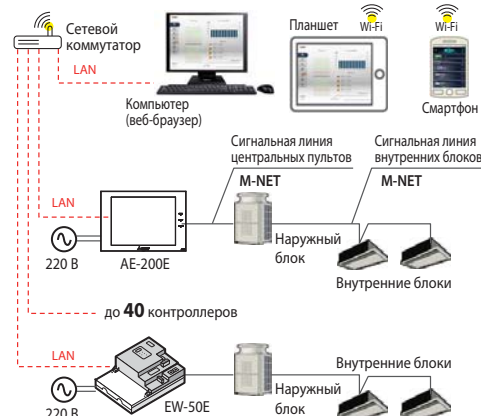 Сетевой
коммутатор
LAN
Компьютер
(веб-браузер)
Планшет
Wi-Fi
Wi-Fi
Смартфон
Сигнальная линия
центральных пультов
M-NET
Сигнальная линия
внутренних блоков
M-NET
LAN
220 В
AE-200E
Наружный
блок
Внутренние блоки
до 40 контроллеров
LAN
220 В
EW-50E
Наружный
блок
Внутренние блоки